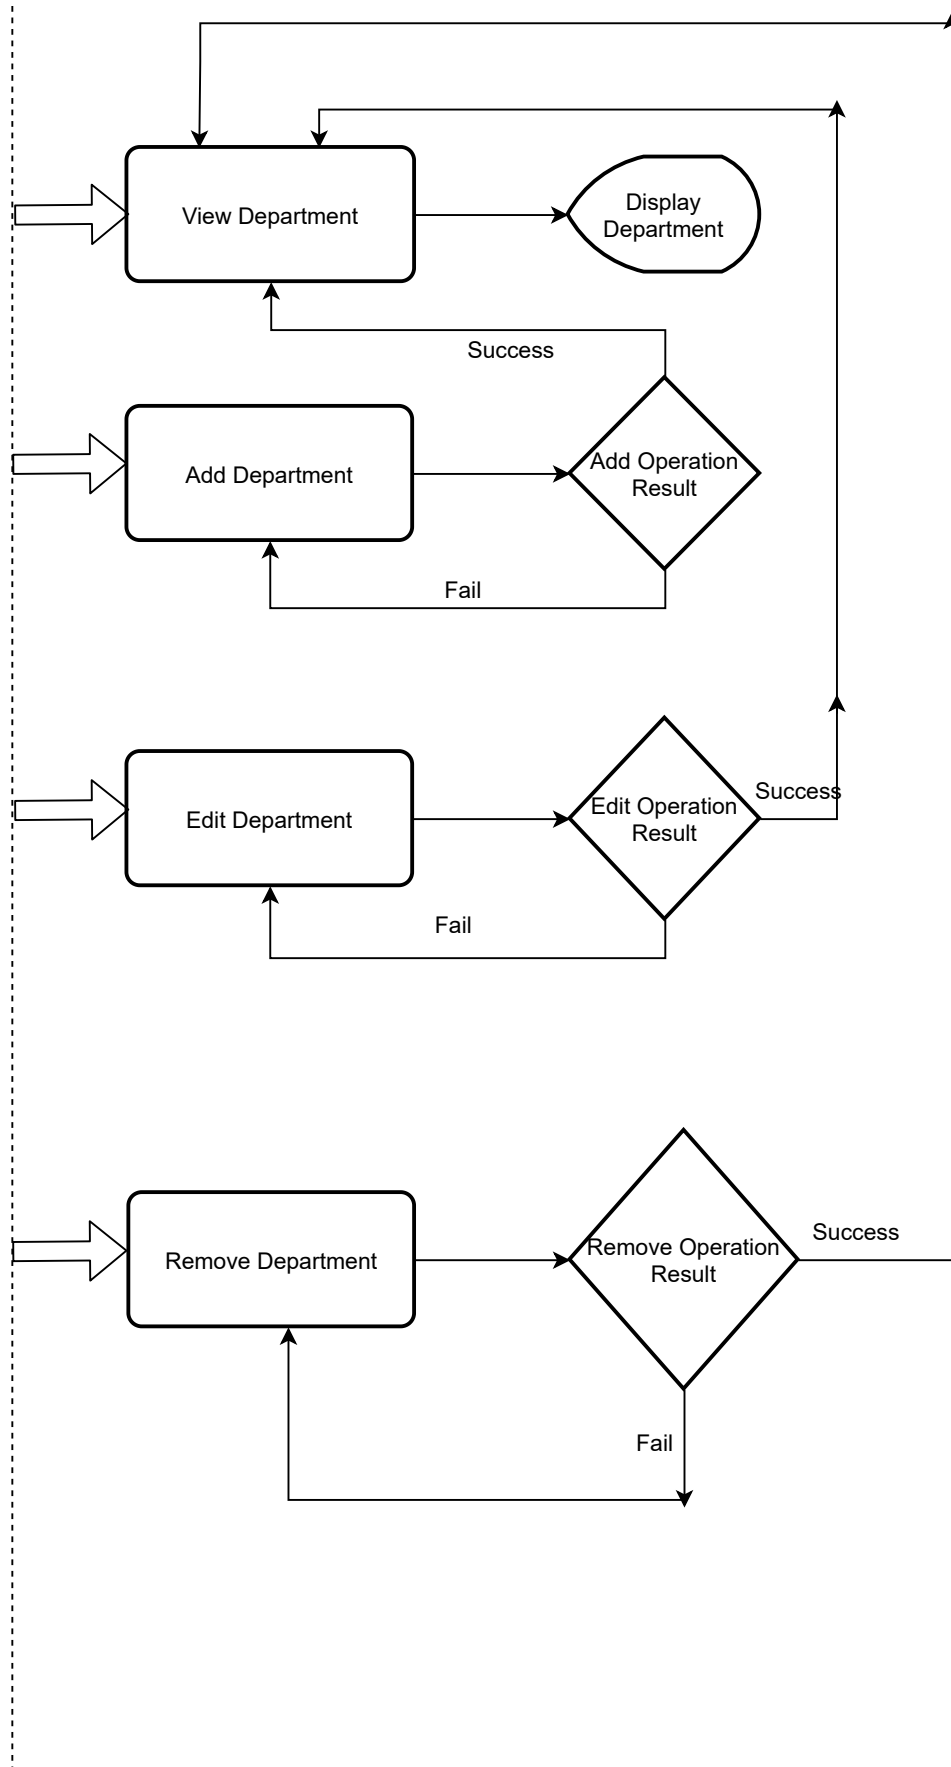 View Department
Display
Department
Success
Add Department
Add Operation
Result
Fail
Edit Department
Edit Operation
Result
Success
Fail
Remove Department
Remove Operation
Result
Success
Fail